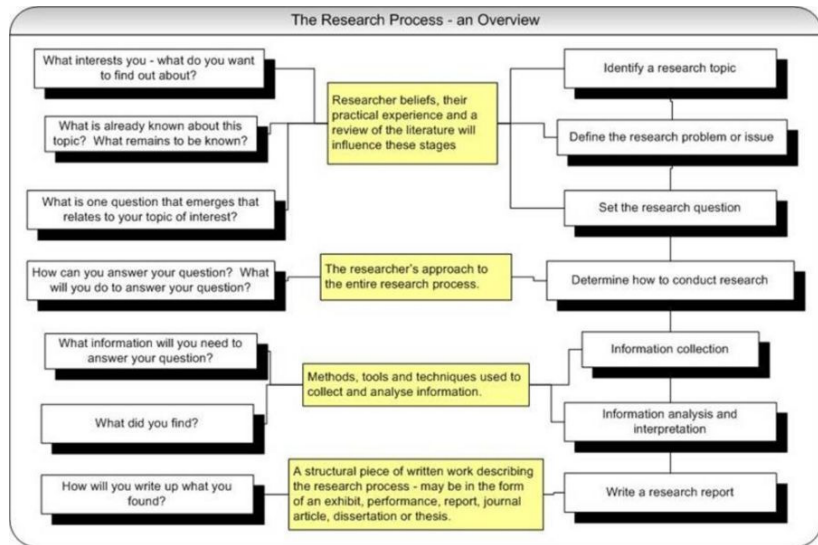 The Research Process - an Overview
What interests you - what do you
want to find out about?
Researcher beliefs, their
practical experience and a
review of the literature will
influence these stages
Identify a research topic
What is already known about this
topic? What remains to be known?
Define the research problem or issue
What is one question that emerges that
relates to your topic of interest?
Set the research question
How can you answer your question? What
will you do to answer your question?
The researcher's approach to
the entire research process.
Determine how to conduct research
What information will you need to
answer your question?
Methods, tools and techniques used to
collect and analyse information.
Information collection
What did you find?
Information analysis and
interpretation
How will you write up what you
found?
A structural piece of written work describing
the research process - may be in the form
of an exhibit, performance, report, journal
article, dissertation or thesis.
Write a research report